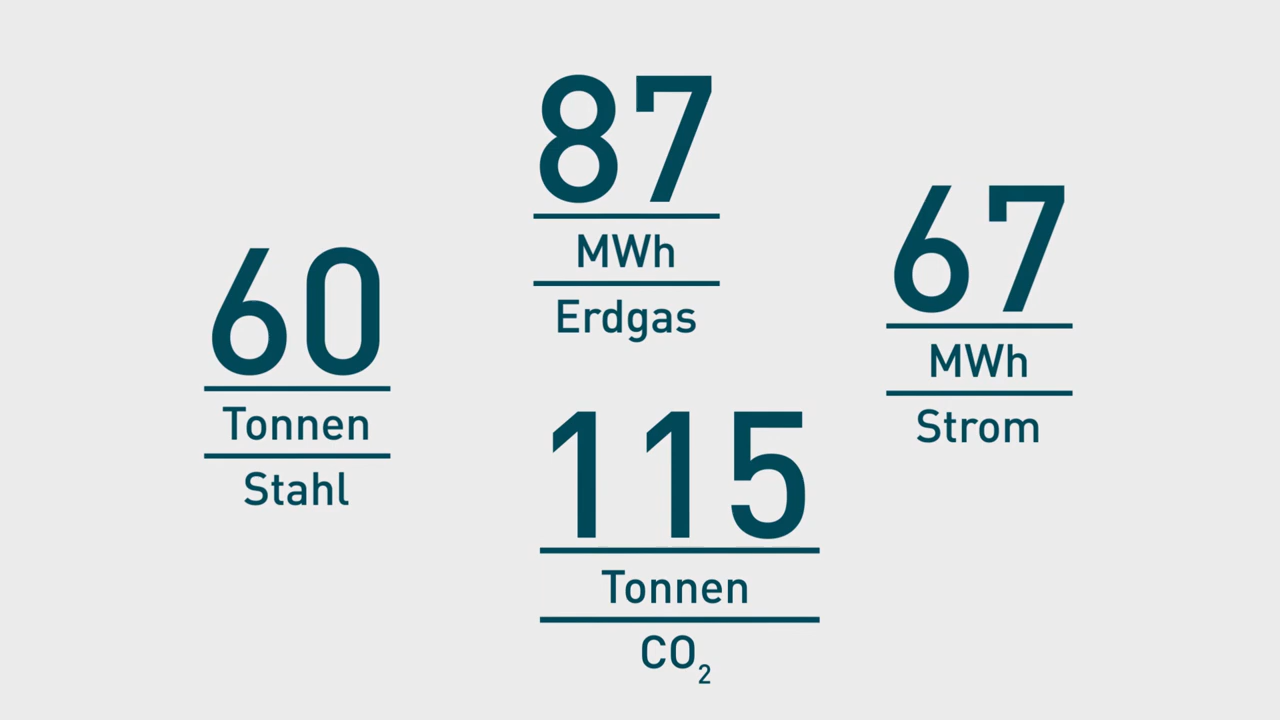 60
Tonnen
Stahl
87
MWh
Erdgas
115
Tonnen
CO₂
67
MWh
Strom